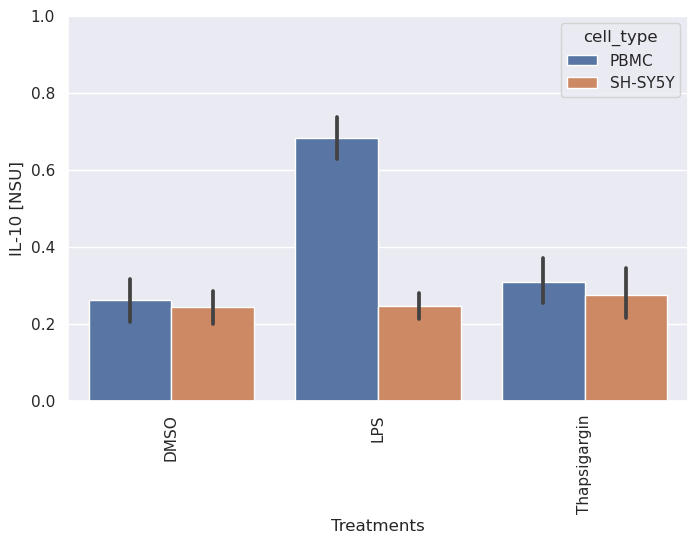 1.0
0.8
0.6
0.4
0.2
0.0
IL-10 [NSU]
cell_type
PBMC
SH-SY5Y
DMSO
LPS
Thapsigargin
Treatments